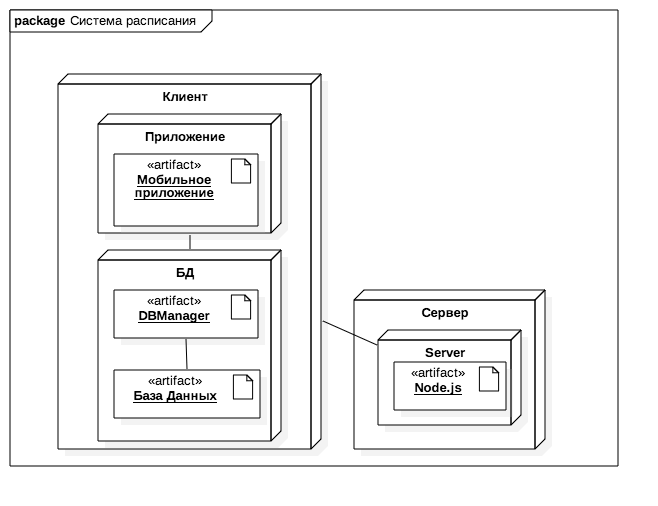 package Система расписания
Клиент
Приложение
«artifact»
Мобильное
приложение
БД
«artifact»
DBManager
«artifact»
База Данных
Сервер
Server
«artifact»
Node.js